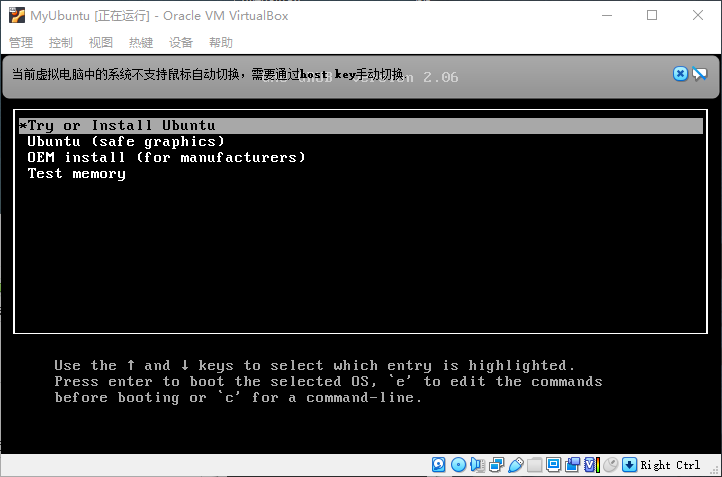 MyUbuntu [正在运行] - Oracle VM VirtualBox
管理 控制 视图 热键 设备 帮助
当前虚拟电脑中的系统不支持鼠标自动切换，需要通过host key手动切换 2.06
*Try or Install Ubuntu
Ubuntu (safe graphics)
OEM install (for manufacturers)
Test memory
Use the ↑ and ↓ keys to select which entry is highlighted.
Press enter to boot the selected OS, `e' to edit the commands
before booting or `c' for a command-line.
Right Ctrl